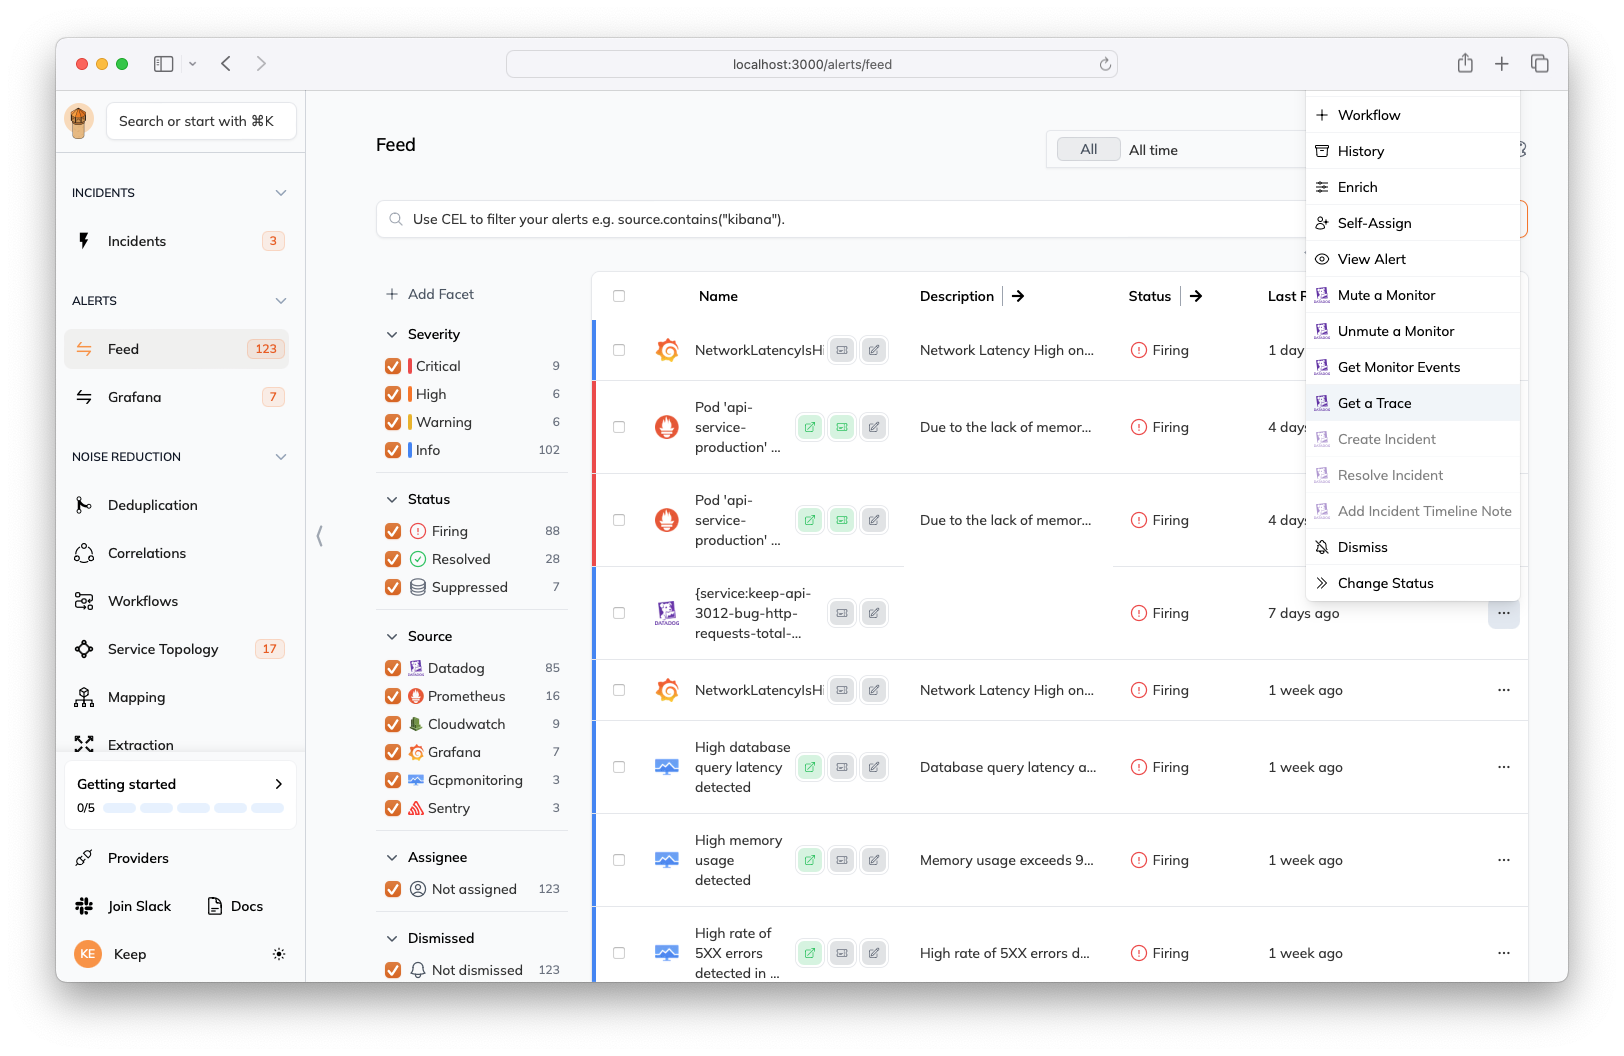 localhost:3000/alerts/feed
Search or start with ⌘K
INCIDENTS
Incidents
3
ALERTS
Feed
123
Grafana
7
NOISE REDUCTION
Deduplication
Correlations
Workflows
Service Topology
17
Mapping
Extraction
Getting started
0/5
Providers
Join Slack
Docs
KE
Keep
Feed
All
All time
Use CEL to filter your alerts e.g. source.contains("kibana").
Add Facet
Severity
Critical 9
High 6
Warning 6
Info 102
Status
Firing 88
Resolved 28
Suppressed 7
Source
Datadog 85
Prometheus 16
Cloudwatch 9
Grafana 7
Gcpmonitoring 3
Sentry 3
Assignee
Not assigned 123
Dismissed
Not dismissed 123
Name Description Status Last
NetworkLatencyIsHi Network Latency High on... Firing 1 day
Pod 'api-
service-
production' ...
Due to the lack of memor... Firing 4 days
Pod 'api-
service-
production' ...
Due to the lack of memor... Firing 4 days
{service:keep-api-
3012-bug-http-
requests-total-...
DATADOG
Firing 7 days ago
NetworkLatencyIsHi Network Latency High on... Firing 1 week ago
High database
query latency
detected
Database query latency a... Firing 1 week ago
High memory
usage
detected
Memory usage exceeds 9... Firing 1 week ago
High rate of
5XX errors
detected in ...
High rate of 5XX errors d... Firing 1 week ago
Workflow
History
Enrich
Self-Assign
View Alert
Mute a Monitor
Unmute a Monitor
Get Monitor Events
Get a Trace
Create Incident
Resolve Incident
Add Incident Timeline Note
Dismiss
Change Status